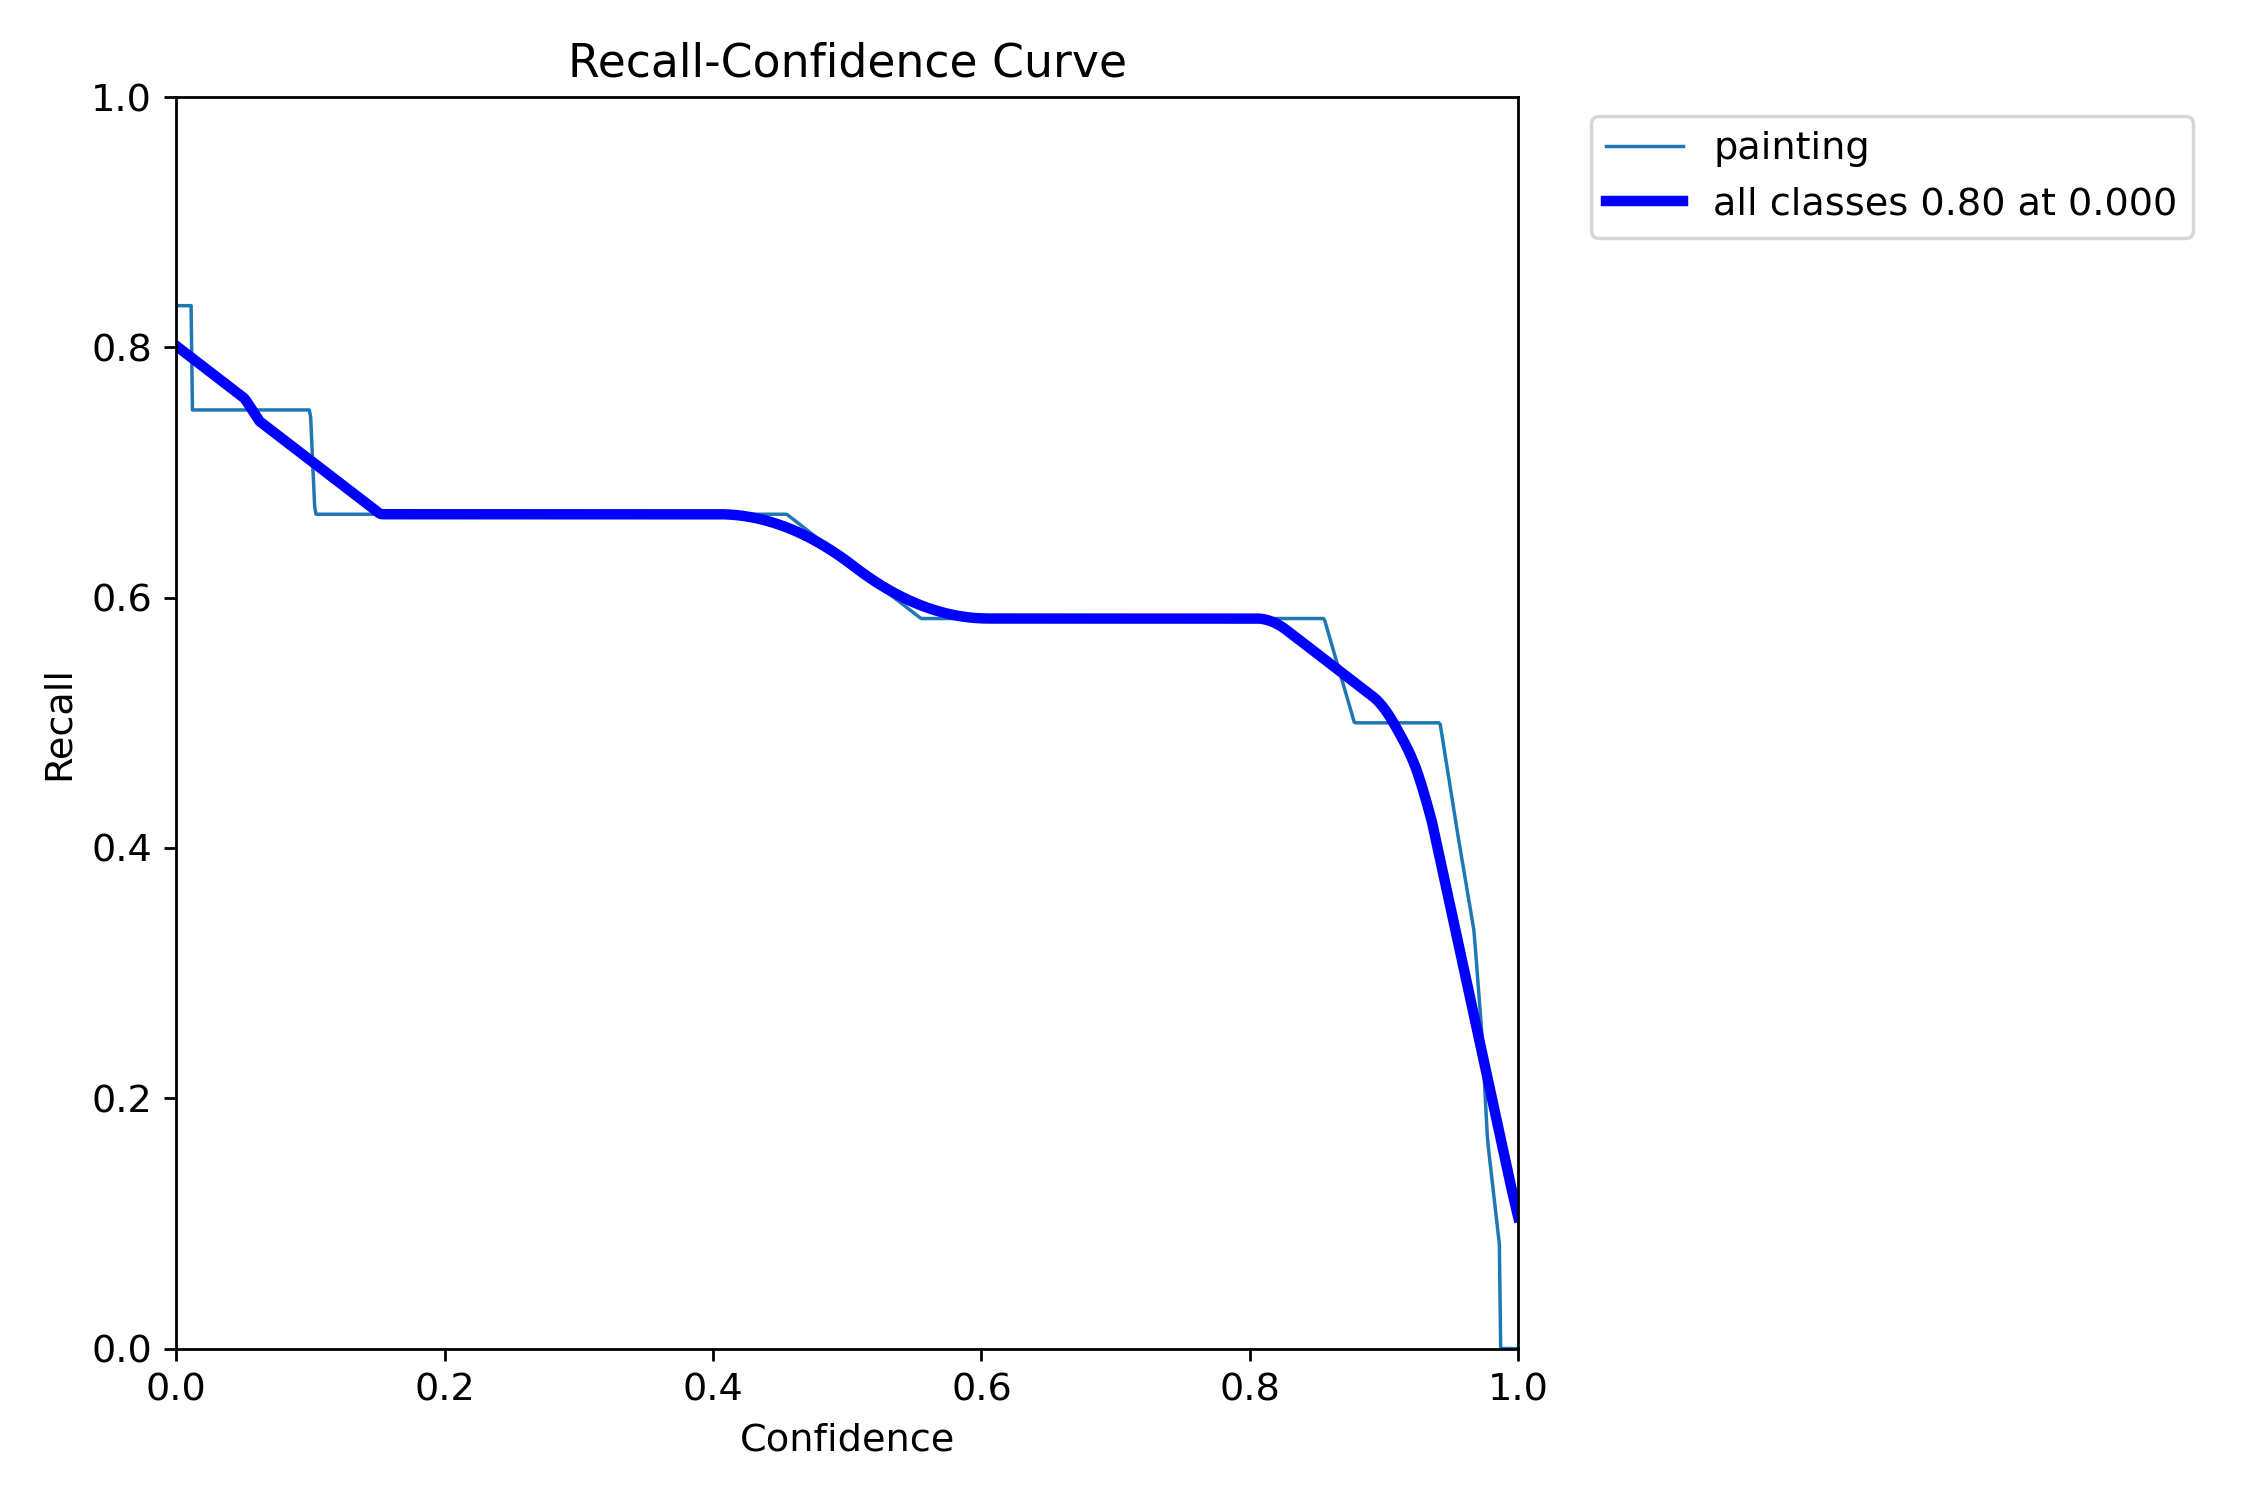 Recall-Confidence Curve
1.0
0.8
0.6
0.4
0.2
0.0
Recall
0.0 0.2 0.4 0.6 0.8 1.0
Confidence
painting
all classes 0.80 at 0.000